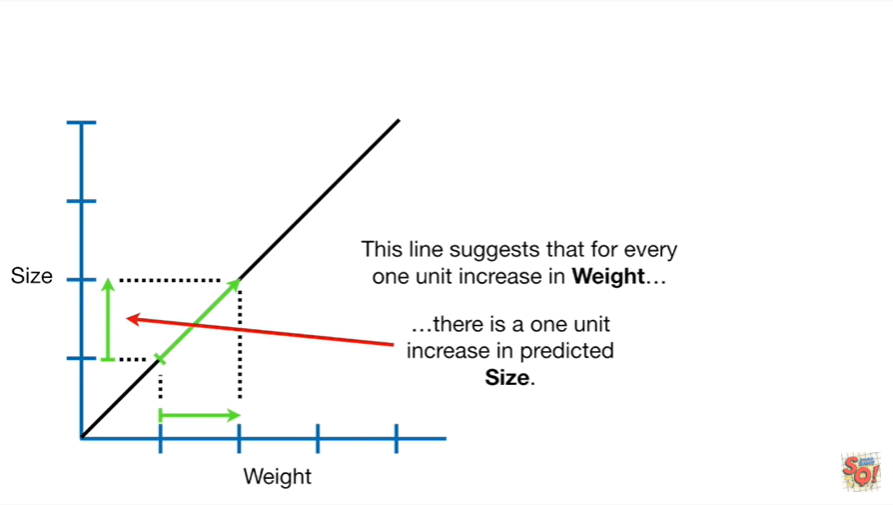 This line suggests that for every
one unit increase in Weight…
Size
…there is a one unit
increase in predicted
Size.
Weight
SQ!